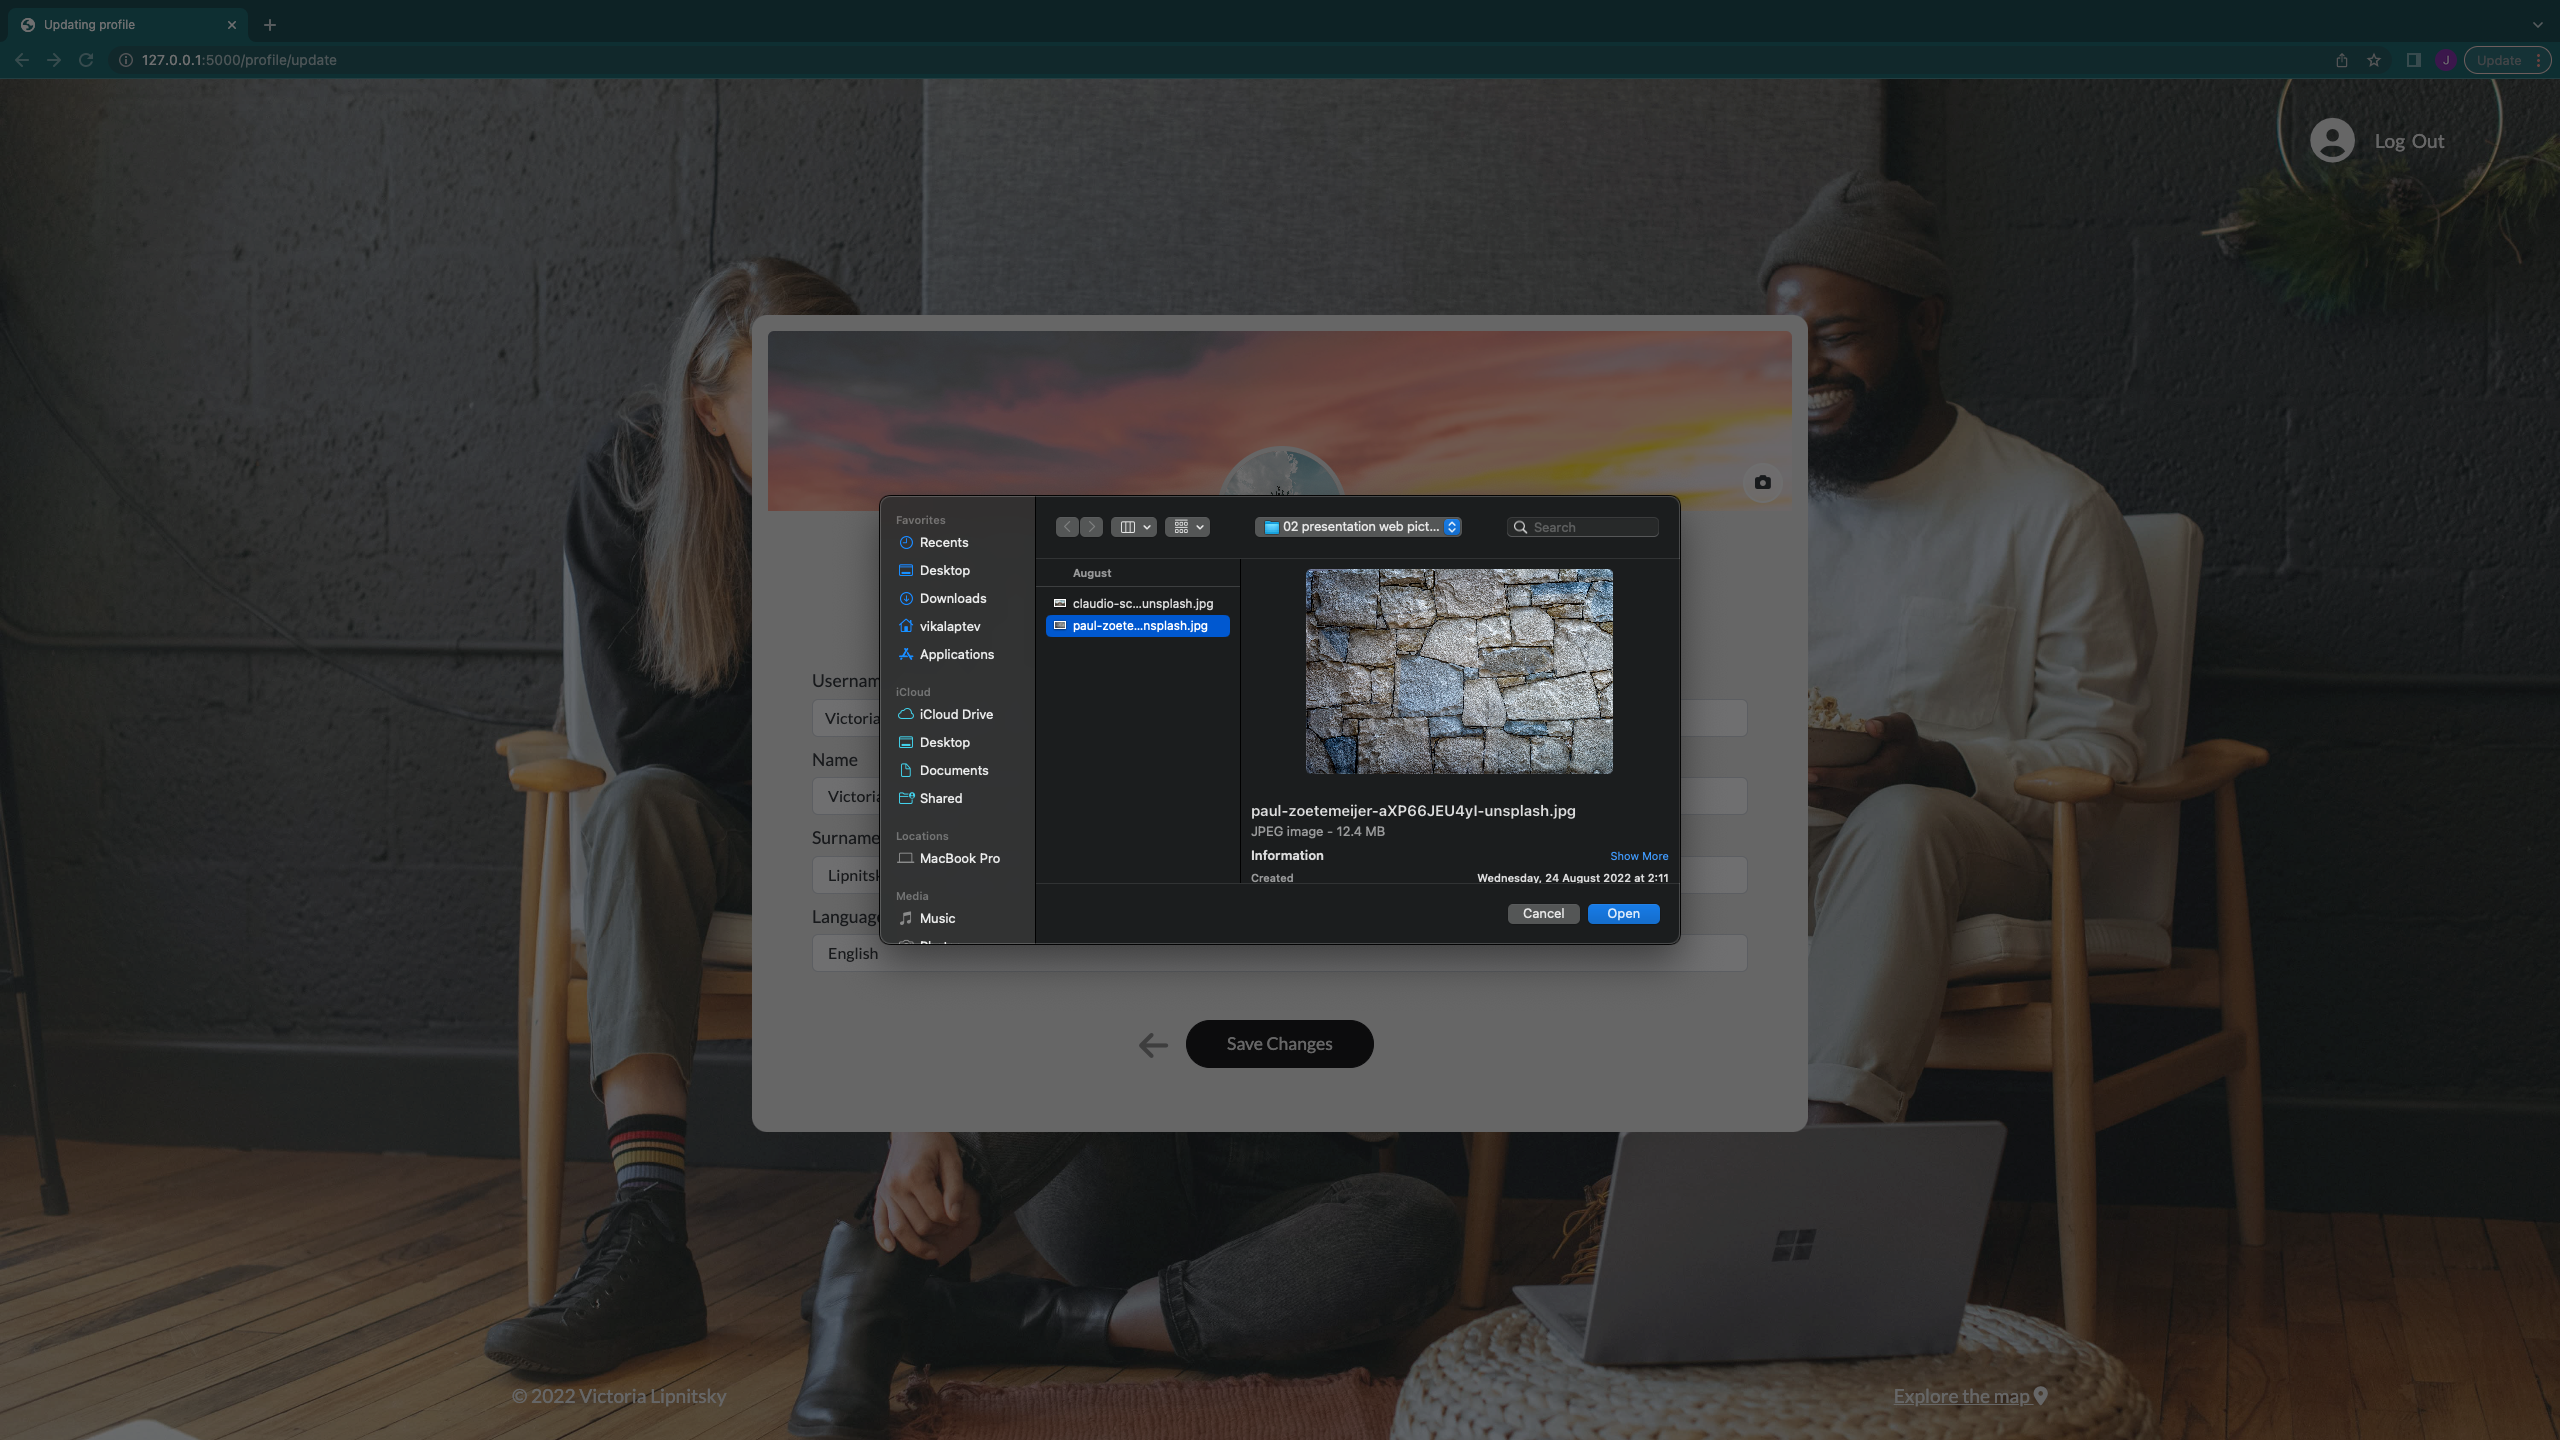 Updating profile
127.0.0.1:5000/profile/update
J
Update
Log Out
Favorites
Recents
Desktop
Downloads
vikalaptev
Applications
iCloud
iCloud Drive
Desktop
Documents
Shared
Locations
MacBook Pro
Media
Music
02 presentation web pict...
Search
August
claudio-sc...unsplash.jpg
paul-zoete...nsplash.jpg
paul-zoetemeijer-aXP66JEU4yI-unsplash.jpg
JPEG image - 12.4 MB
Information
Show More
Created
Wednesday, 24 August 2022 at 2:11
Cancel
Open
Usernam
Victoria
Name
Victoria
Surname
Lipnitsk
Language
English
Save Changes
© 2022 Victoria Lipnitsky
Explore the map